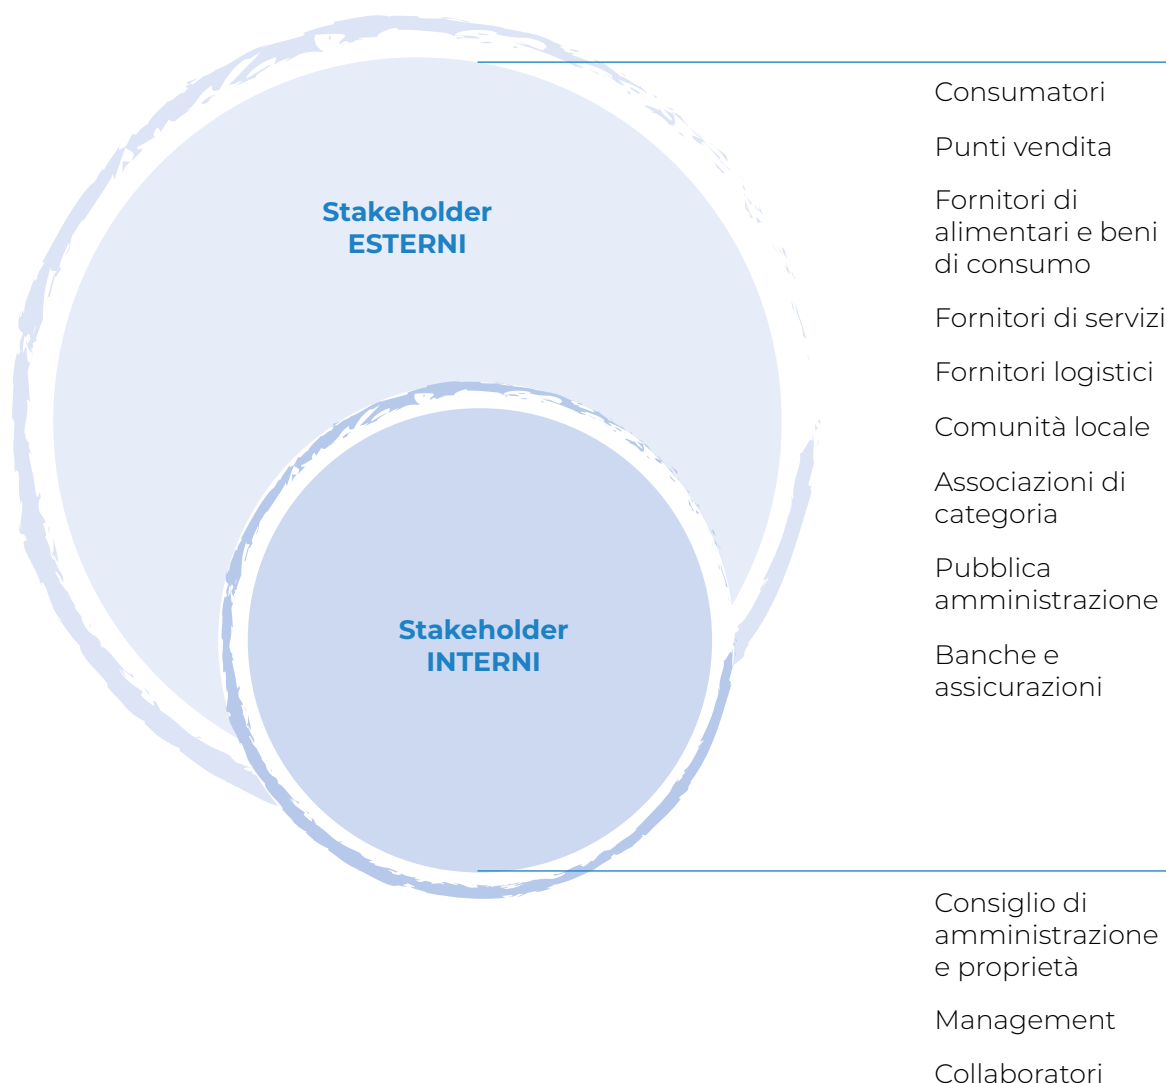 Stakeholder
ESTERNI
Consumatori
Punti vendita
Fornitori di
alimentari e beni
di consumo
Fornitori di servizi
Fornitori logistici
Comunità locale
Associazioni di
categoria
Pubblica
amministrazione
Banche e
assicurazioni
Stakeholder
INTERNI
Consiglio di
amministrazione
e proprietà
Management
Collaboratori